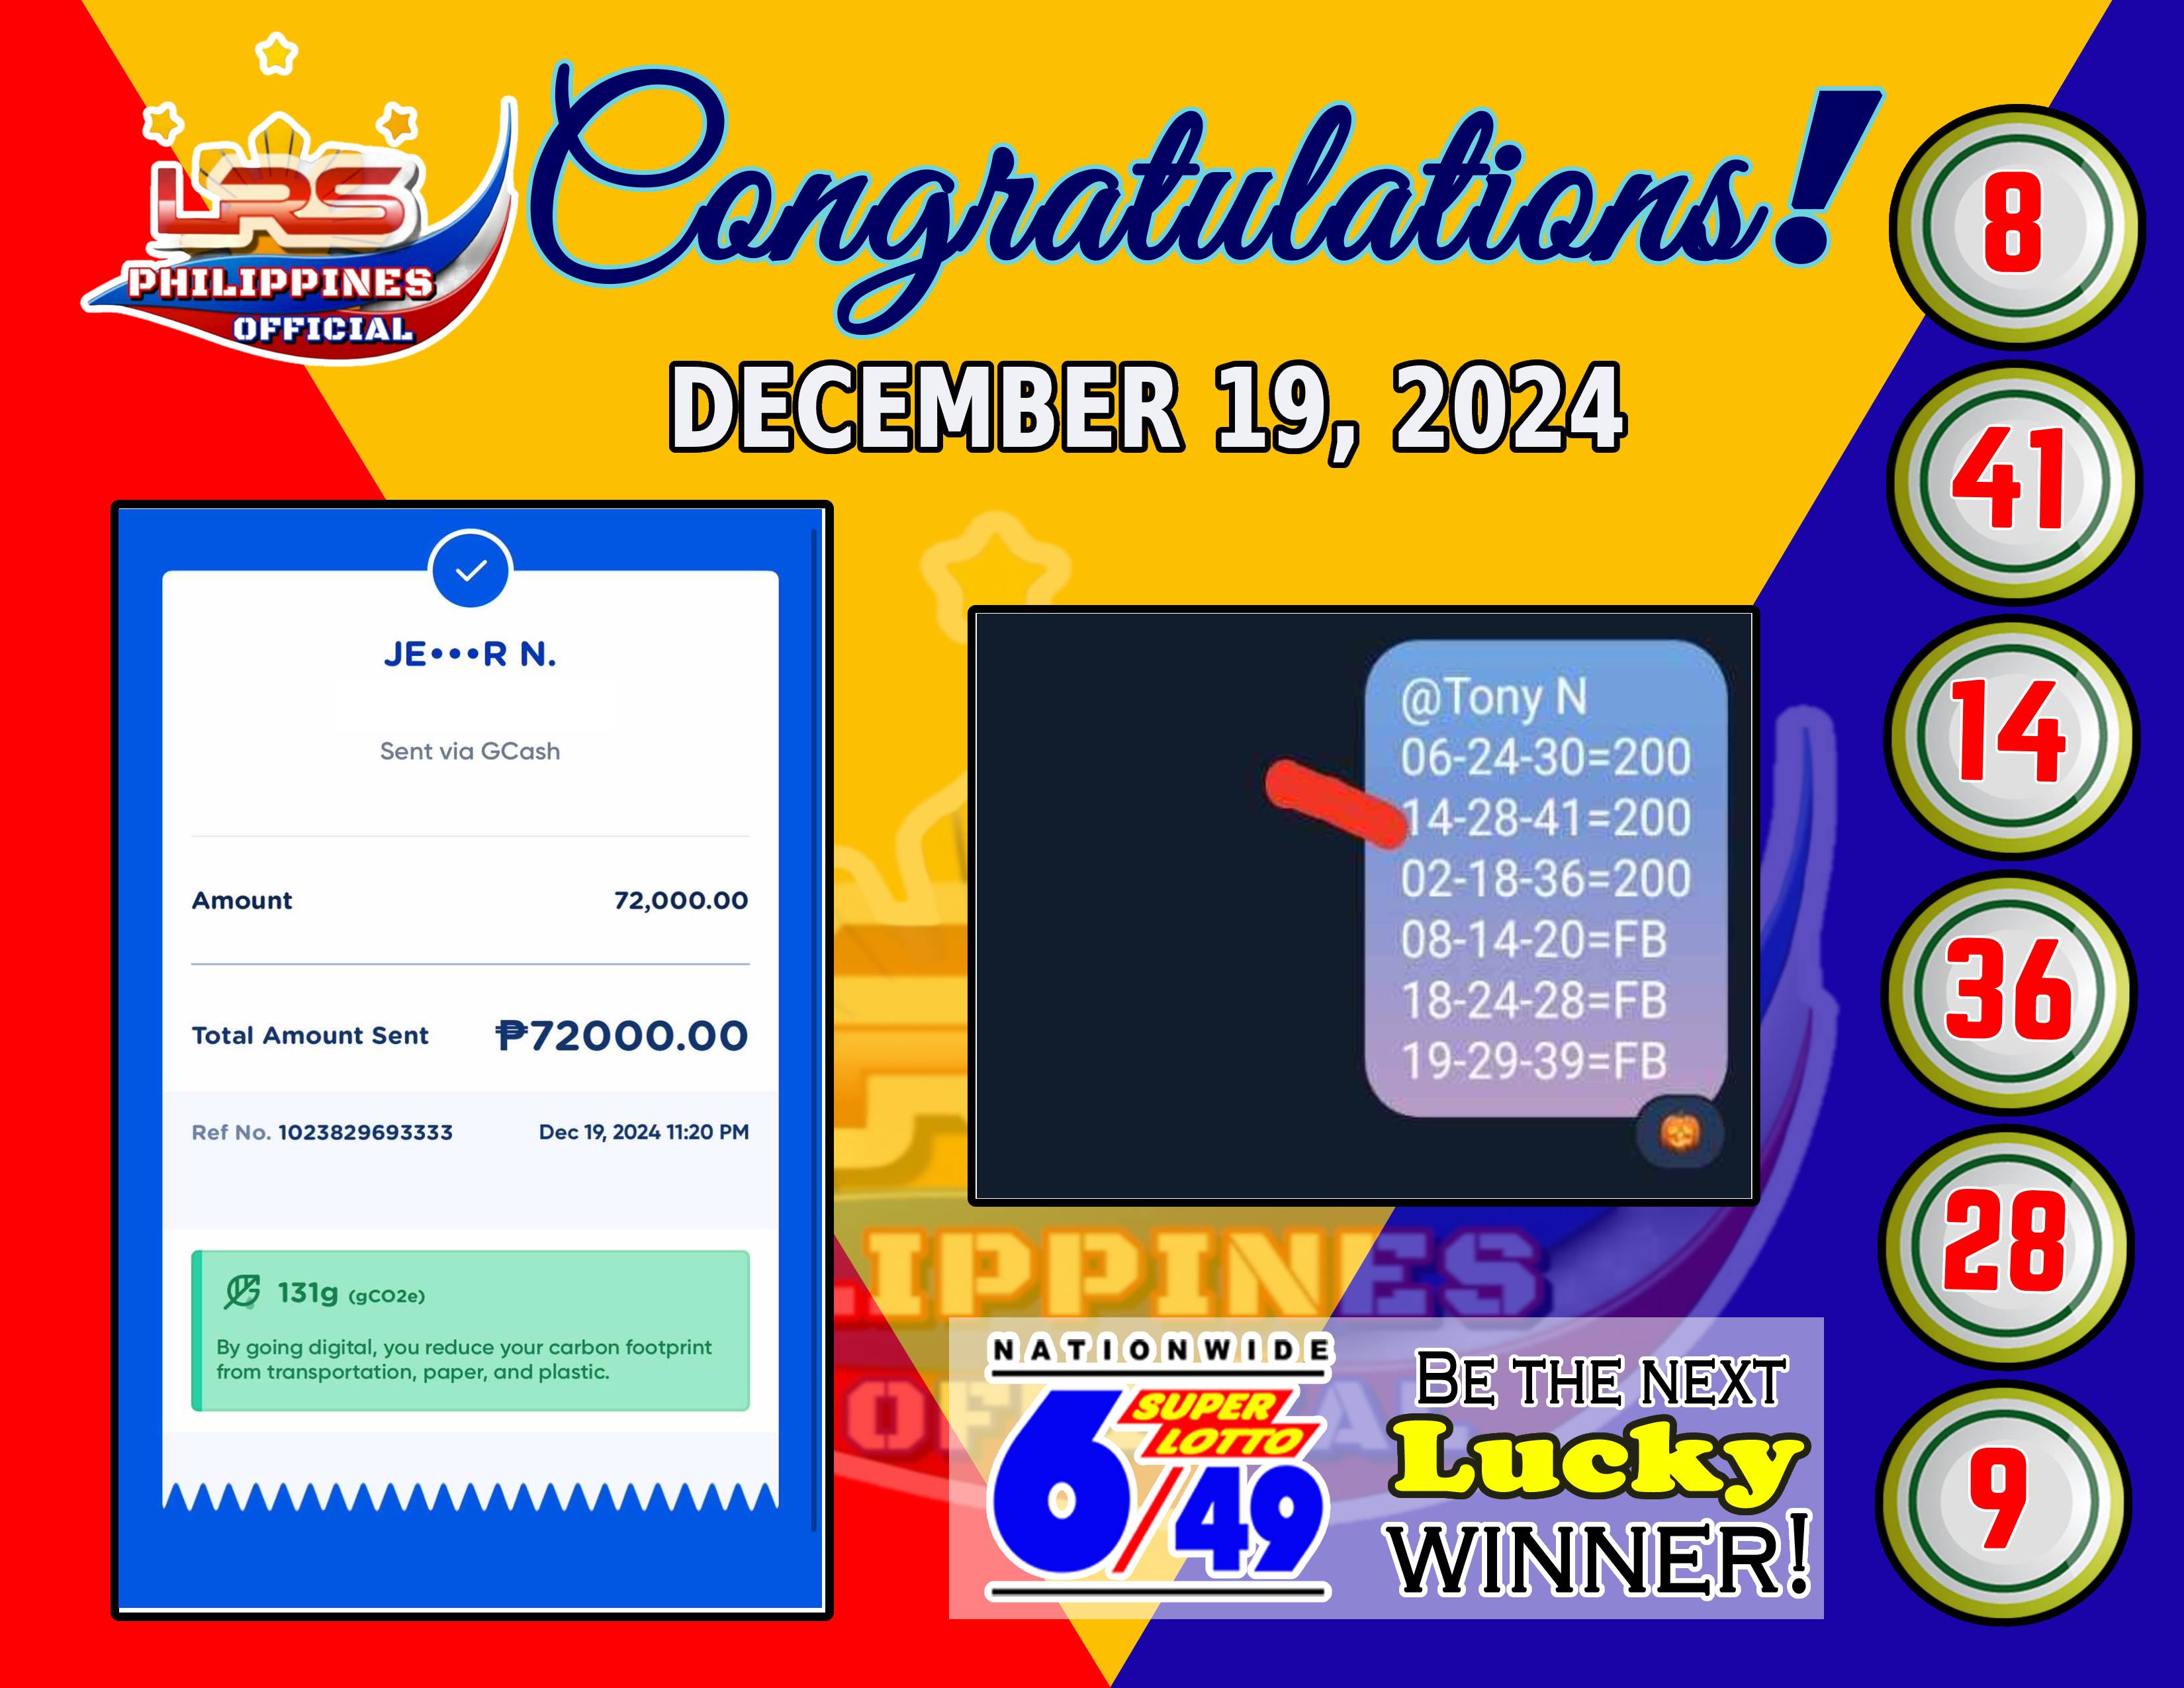 LRS
PHILIPPINES
OFFICIAL
Congratulations!
DECEMBER 19, 2024
JE•••R N.
Sent via GCash
Amount 72,000.00
Total Amount Sent ₱72000.00
Ref No. 1023829693333 Dec 19, 2024 11:20 PM
131g (gCO2e)
By going digital, you reduce your carbon footprint
from transportation, paper, and plastic.
@Tony N
06-24-30=200
14-28-41=200
02-18-36=200
08-14-20=FB
18-24-28=FB
19-29-39=FB
LIPPINES
NATIONWIDE
SUPER
LOTTO
6/49
BE THE NEXT
Lucky
WINNER!
8
41
14
36
28
9